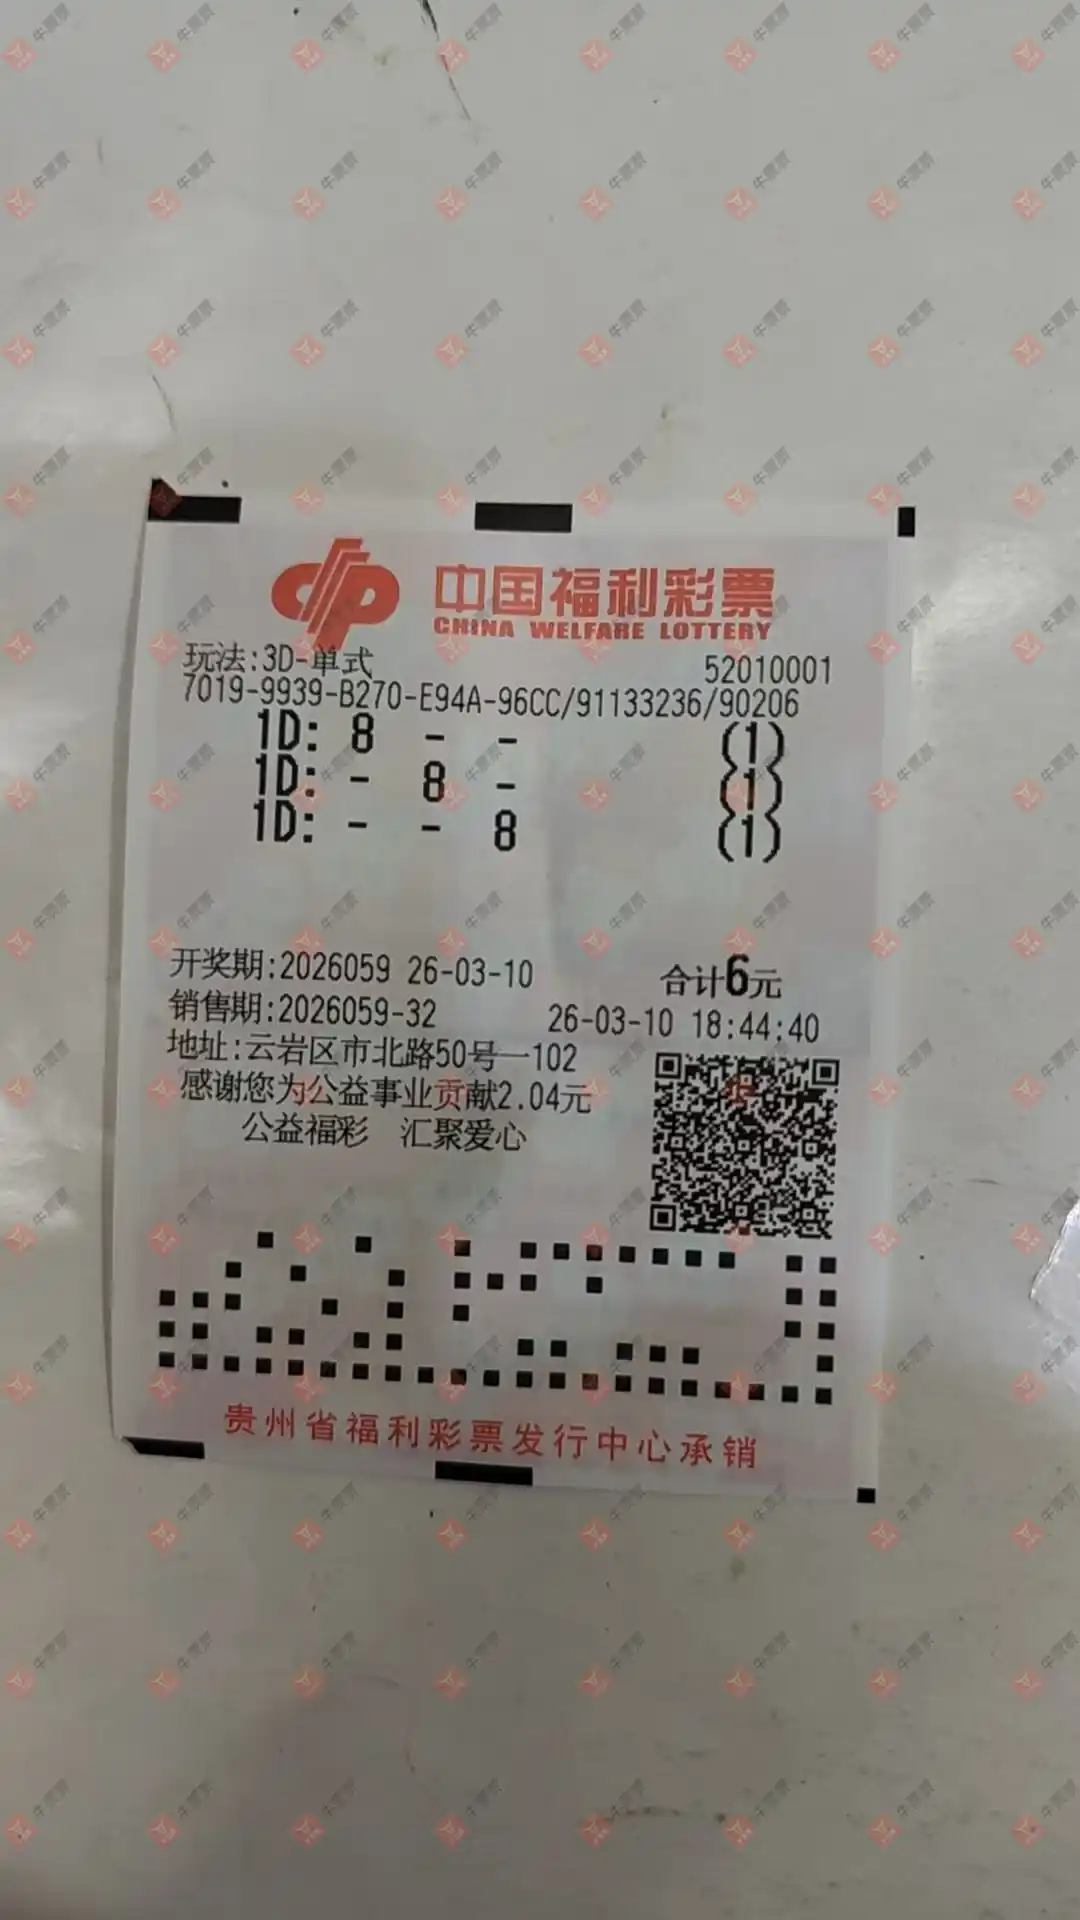 中国福利彩票
CHINA WELFARE LOTTERY
玩法:3D-单式 52010001
7019-9939-B270-E94A-96CC/91133236/90206
1D: 8 - - (1)
1D: - 8 - (1)
1D: - - 8 (1)
开奖期:2026059 26-03-10 合计6元
销售期:2026059-32 26-03-10 18:44:40
地址:云岩区市北路50号一102
感谢您为公益事业贡献2.04元
公益福彩 汇聚爱心
贵州省福利彩票发行中心承销